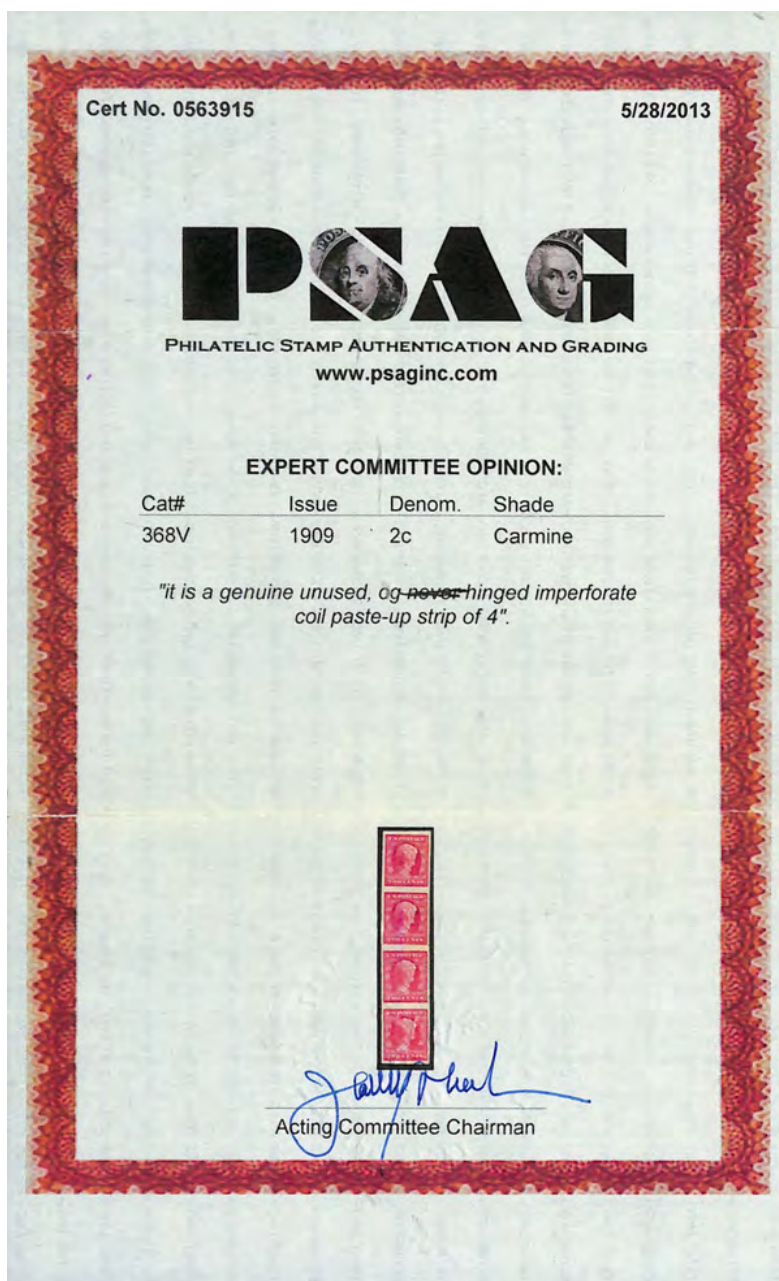 Cert No. 0563915 5/28/2013
PSAG
PHILATELIC STAMP AUTHENTICATION AND GRADING
www.psaginc.com
EXPERT COMMITTEE OPINION:
Cat# Issue Denom. Shade
368V 1909 2c Carmine
"it is a genuine unused, og never hinged imperforate
coil paste-up strip of 4".
Acting Committee Chairman